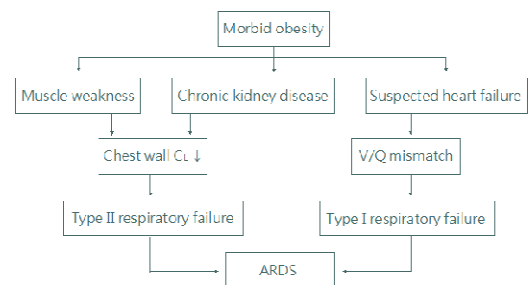 Morbid obesity
Muscle weakness
Chronic kidney disease
Suspected heart failure
Chest wall CL ↓
V/Q mismatch
Type II respiratory failure
Type I respiratory failure
ARDS